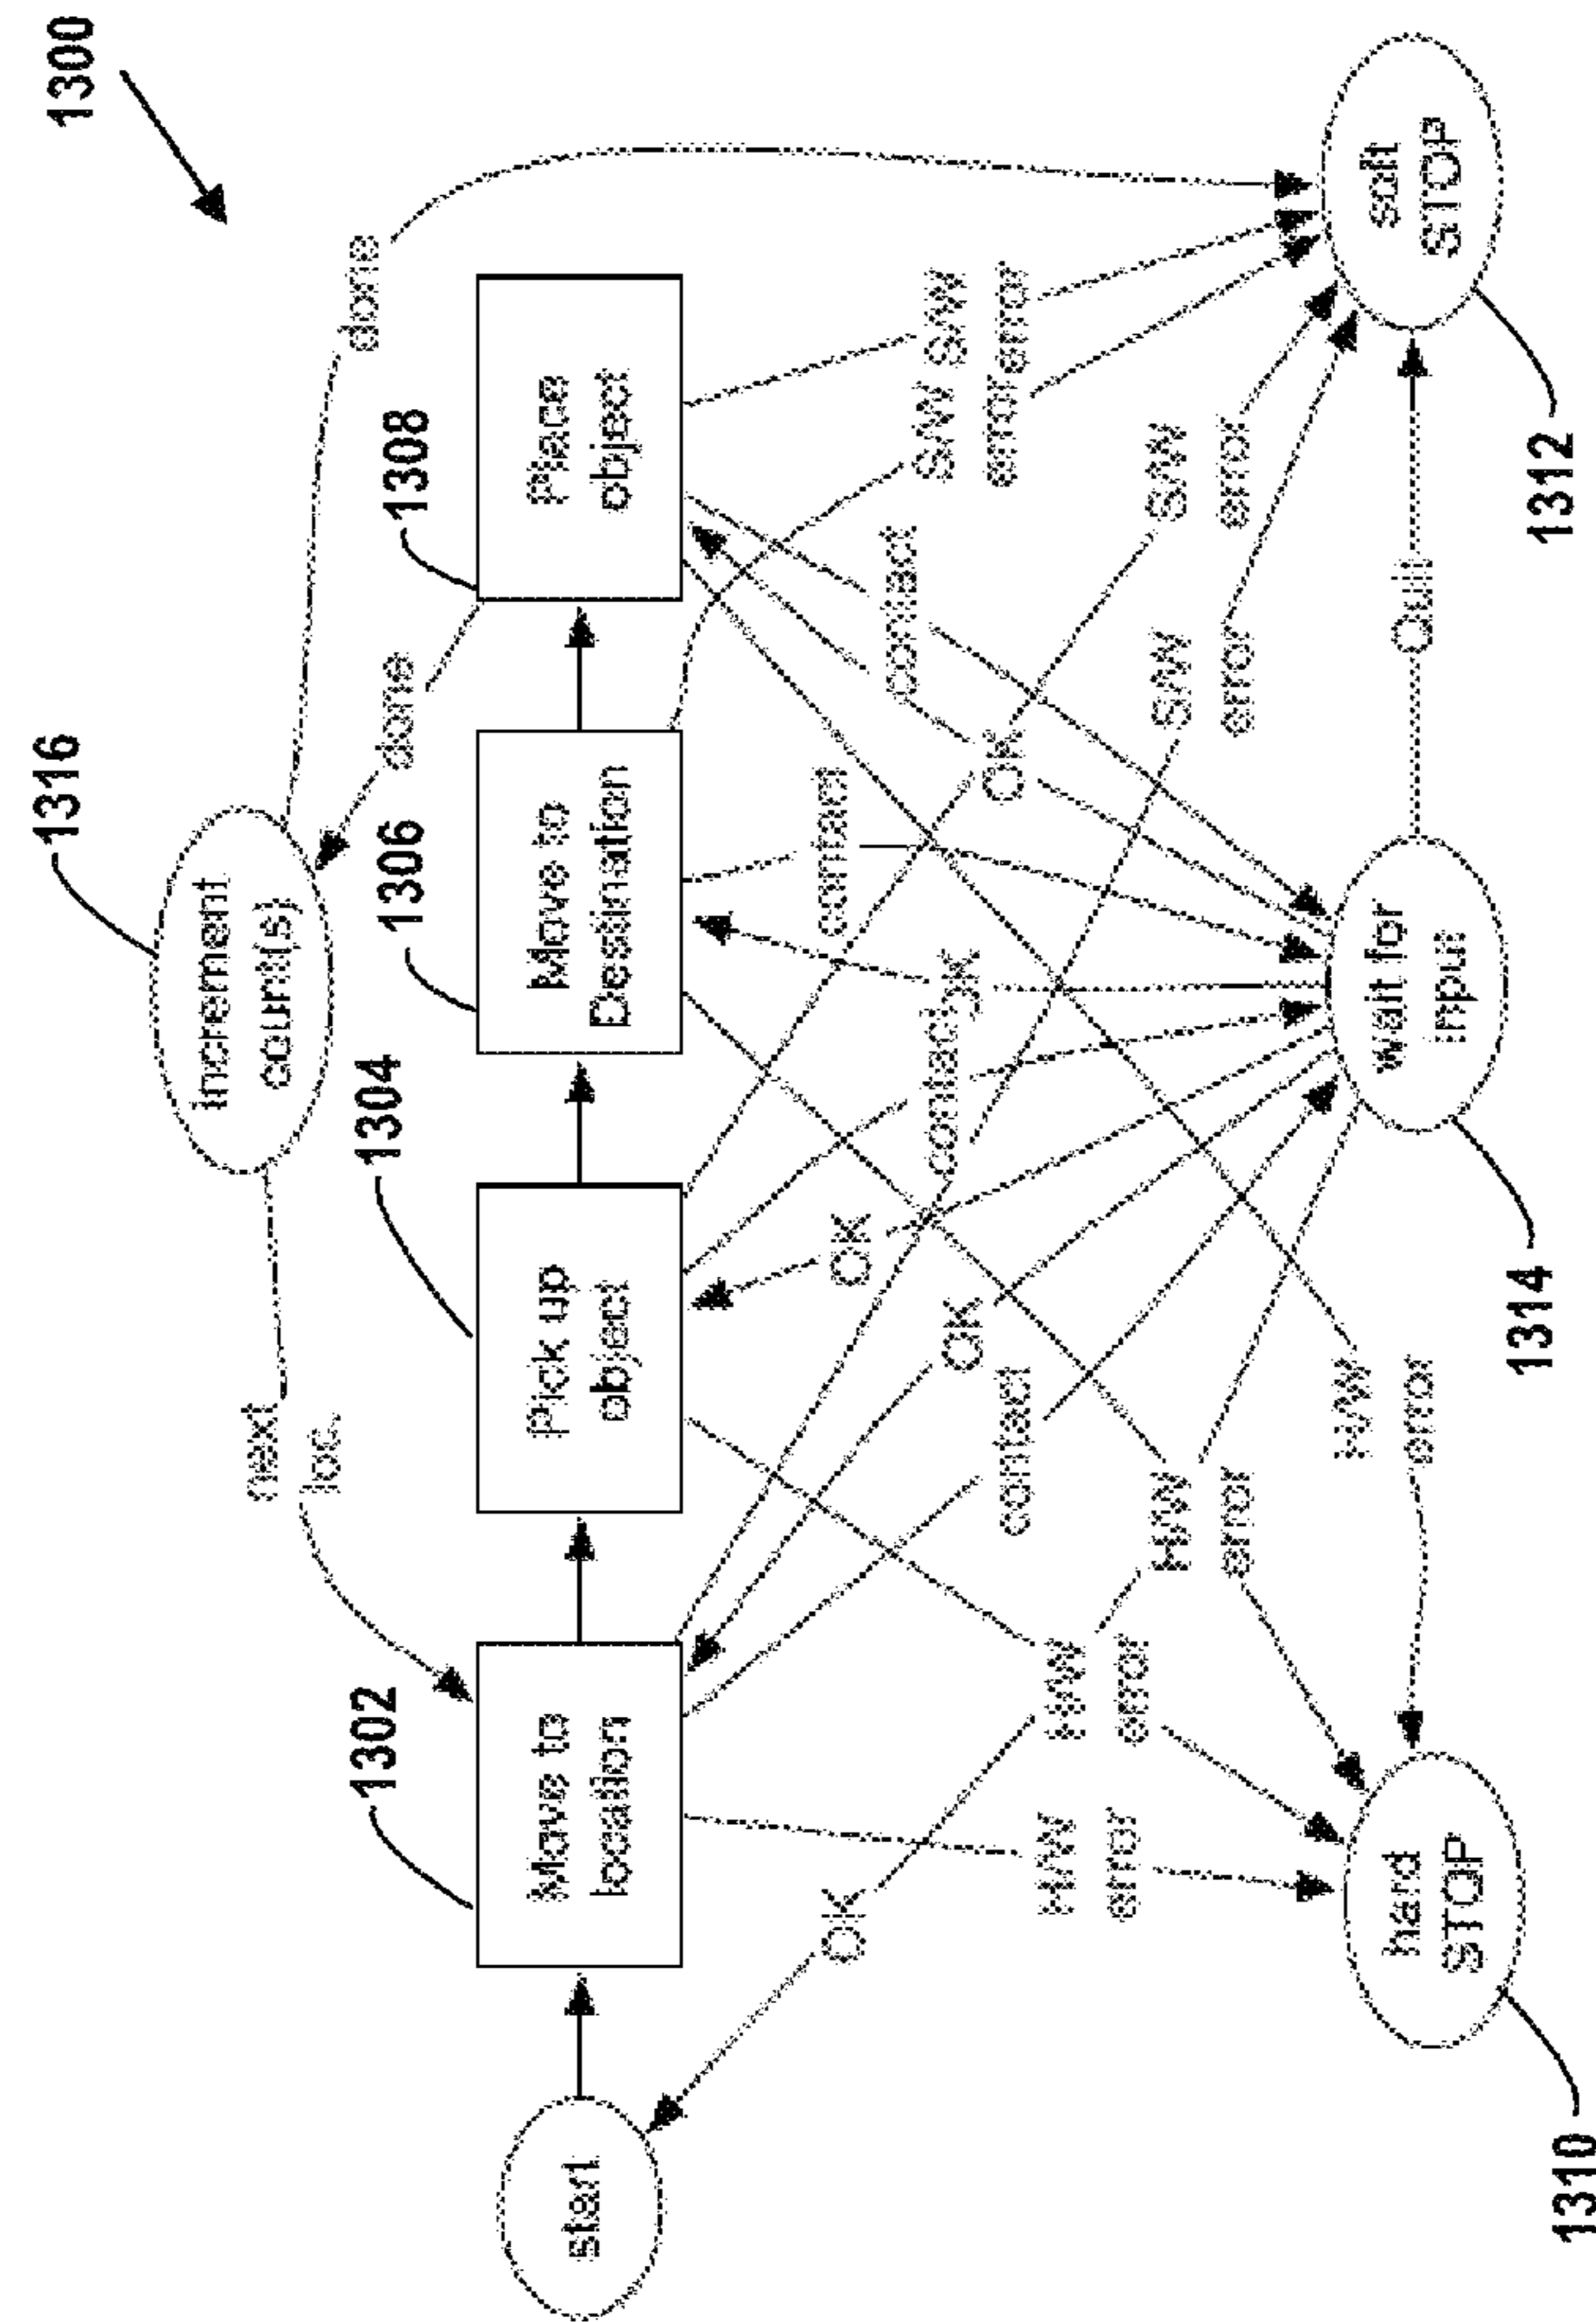 1300
1316
Increment
count(s)
next
loc.
done
done
1302
1304
1306
1308
start
Move to
location
Pick up
object
Move to
Destination
Place
object
OK
H/W
error
H/W
error
H/W
error
H/W
error
contact
OK
OK
contact
OK
contact
OK
contact
S/W
error
S/W
error
S/W
error
S/W
error
hard
STOP
wait for
input
Quit
soft
STOP
1310
1314
1312